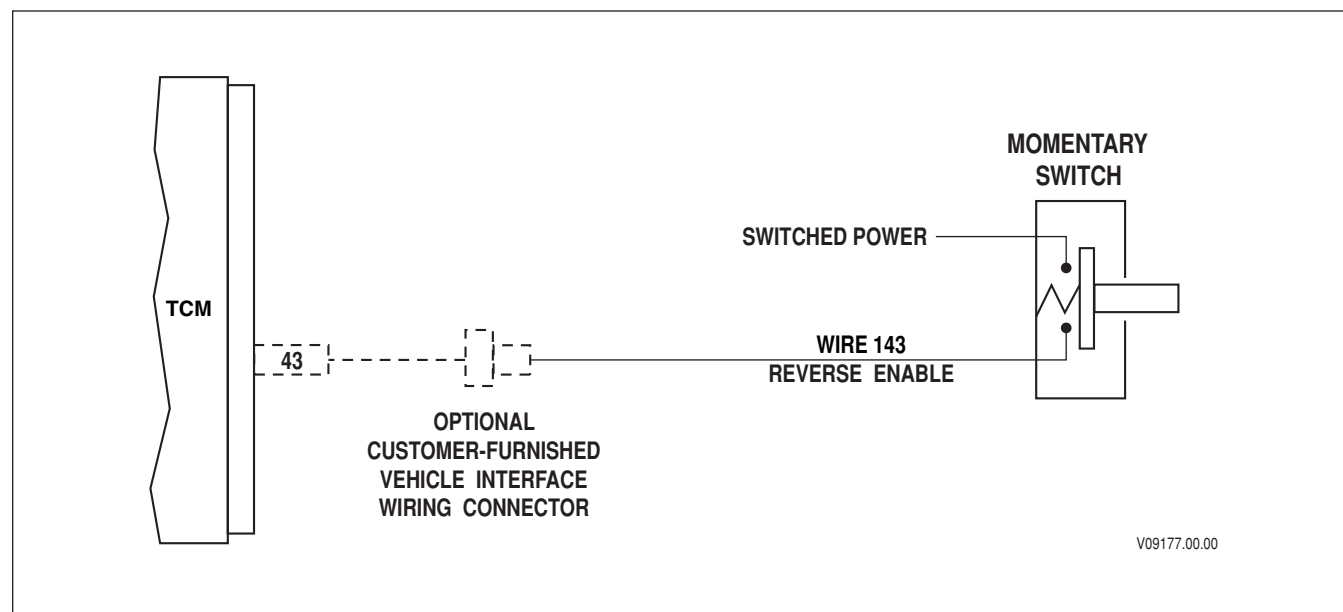 MOMENTARY
SWITCH
SWITCHED POWER
TCM
43
WIRE 143
REVERSE ENABLE
OPTIONAL
CUSTOMER-FURNISHED
VEHICLE INTERFACE
WIRING CONNECTOR
V09177.00.00